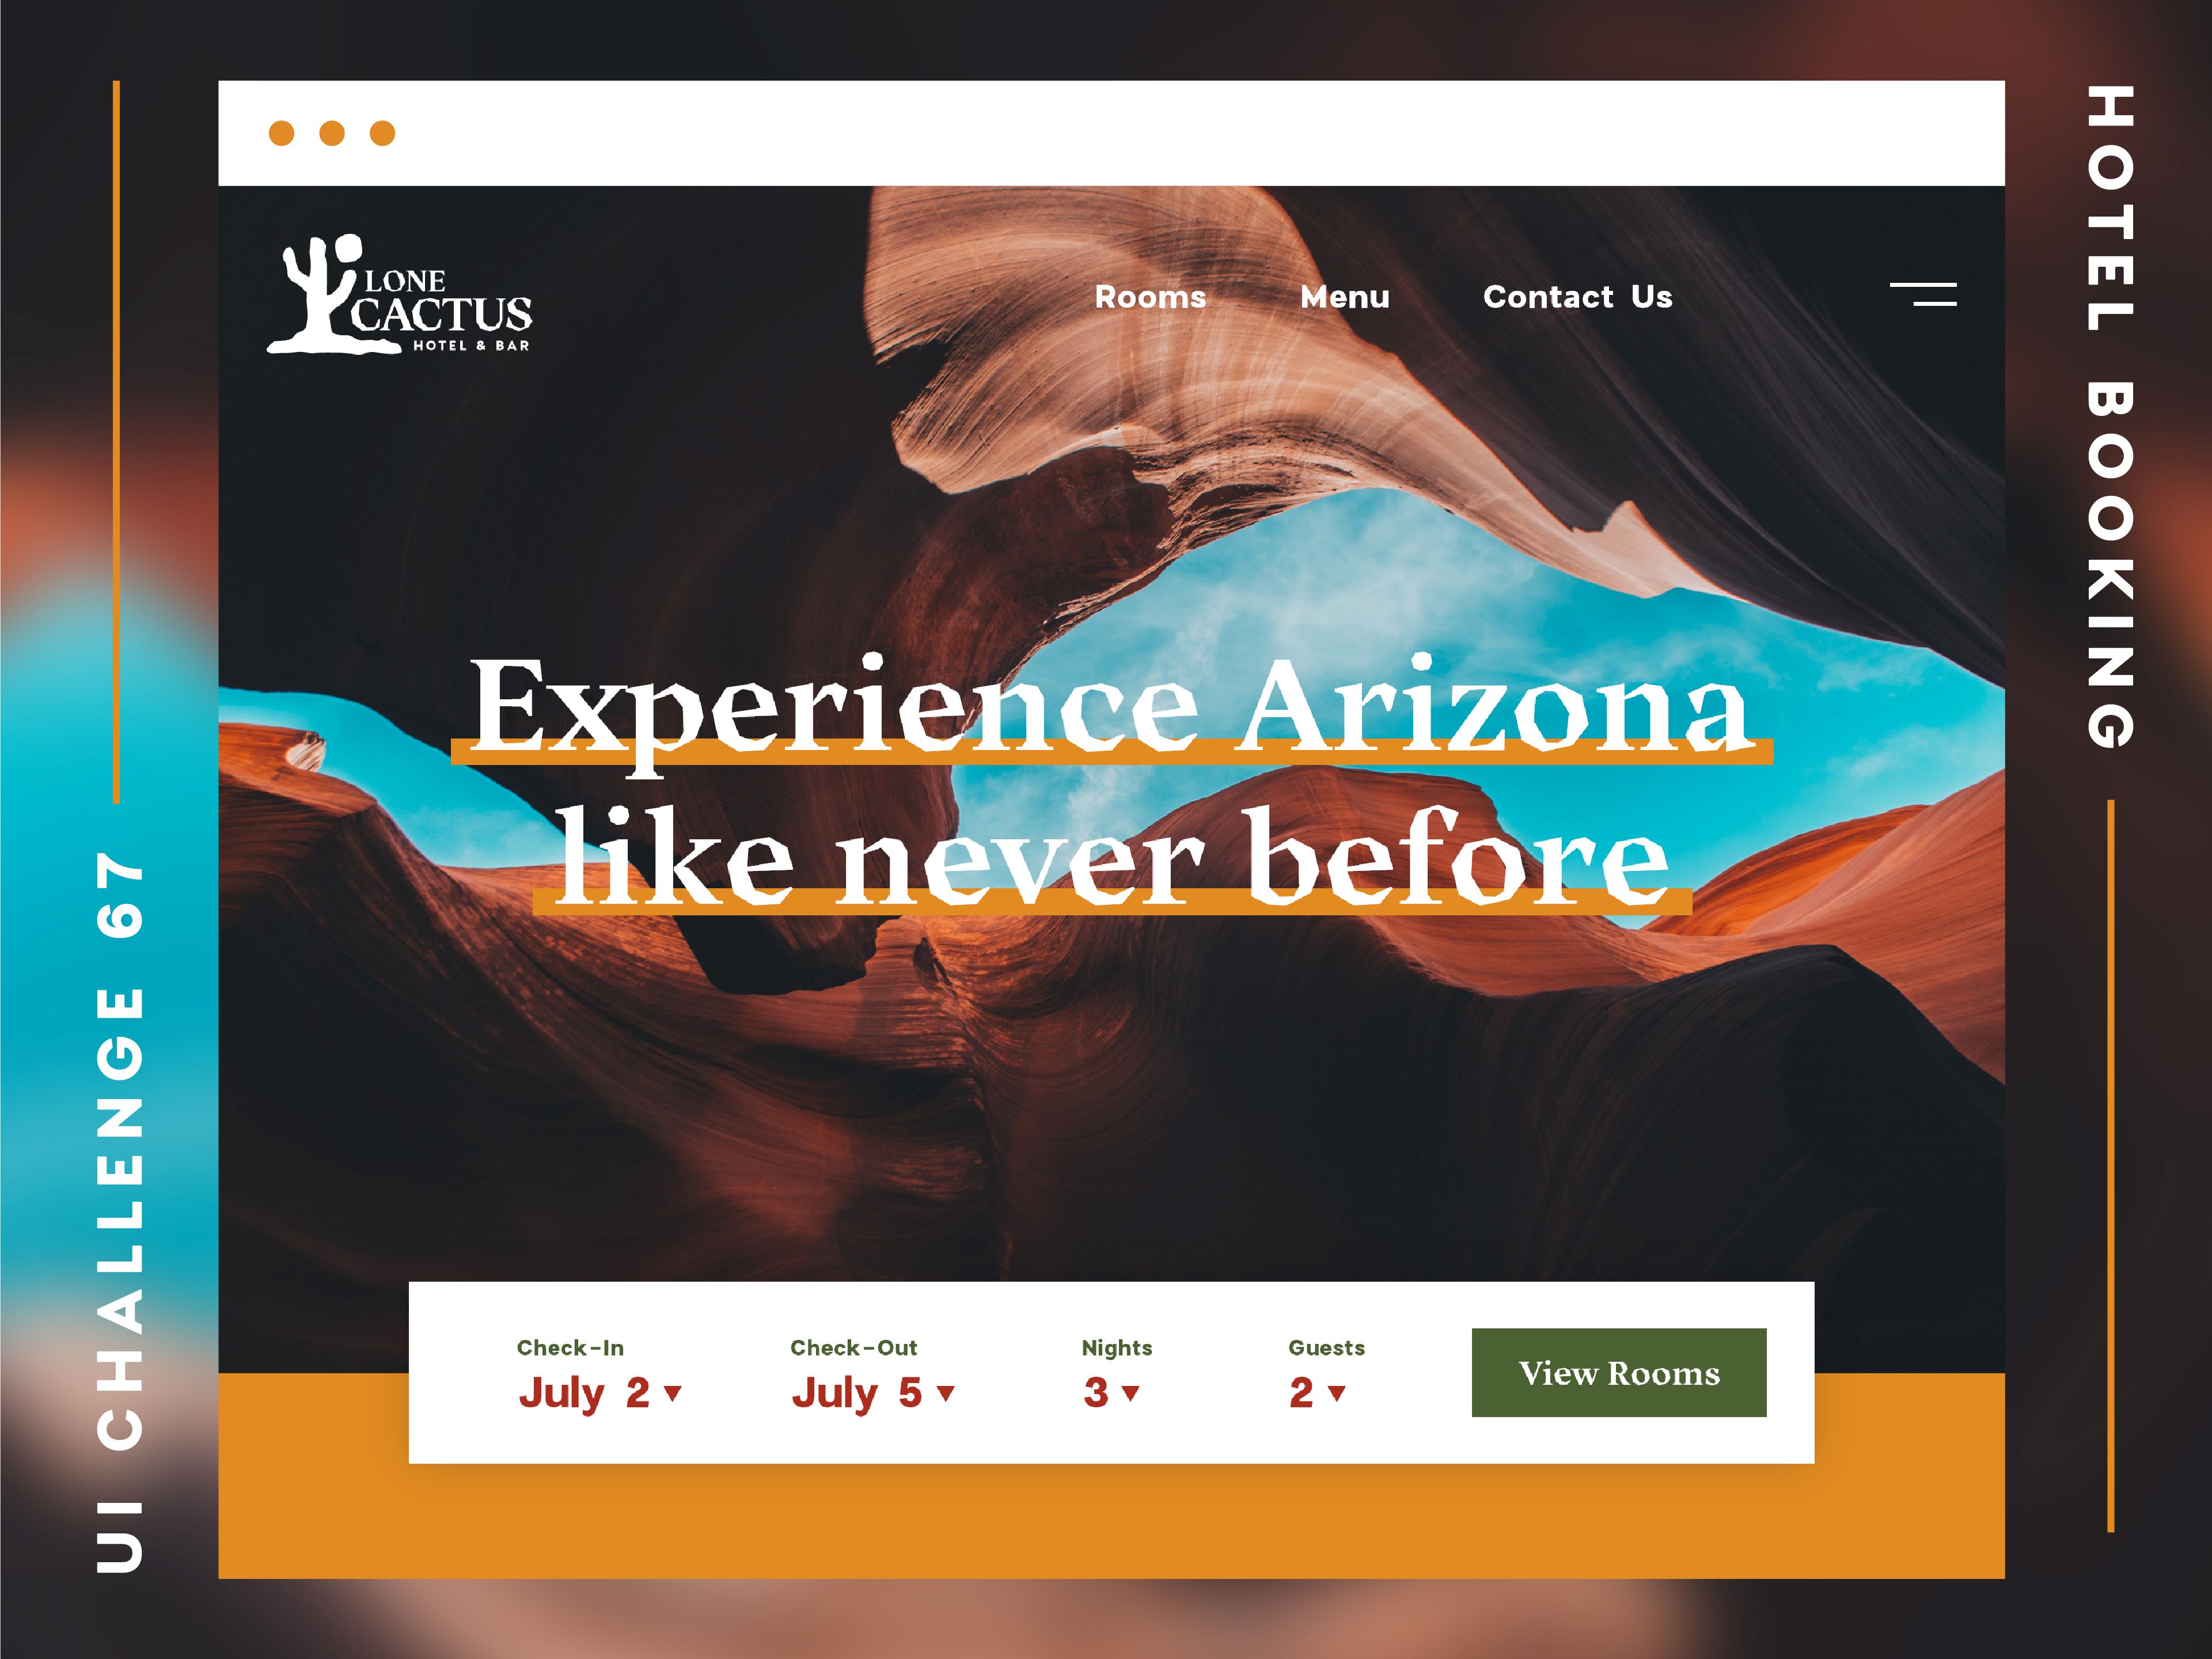 LONE
CACTUS
HOTEL & BAR
Rooms Menu Contact Us
Experience Arizona
like never before
Check-In Check-Out Nights Guests
July 2 July 5 3 2
View Rooms
UI CHALLENGE 67
HOTEL BOOKING